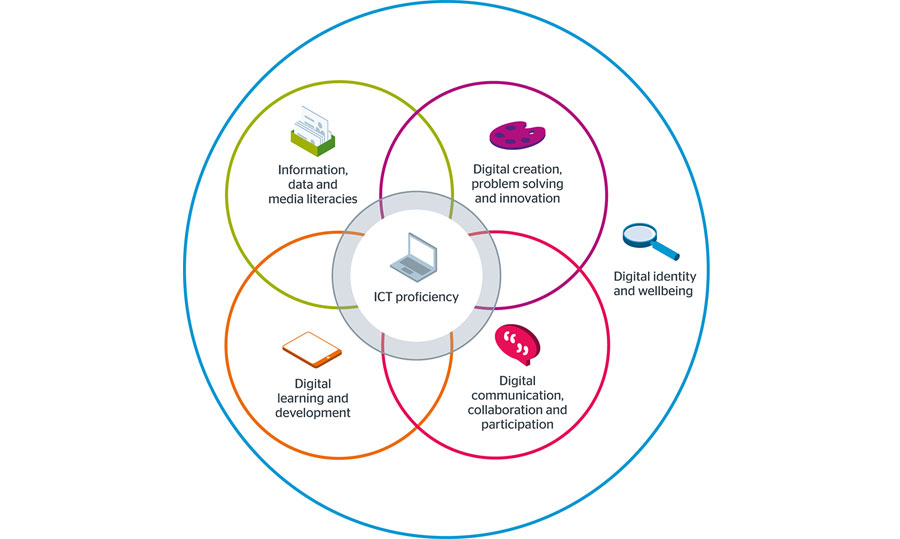 Information,
data and
media literacies
Digital creation,
problem solving
and innovation
Digital identity
and wellbeing
ICT proficiency
Digital
learning and
development
Digital
communication,
collaboration and
participation